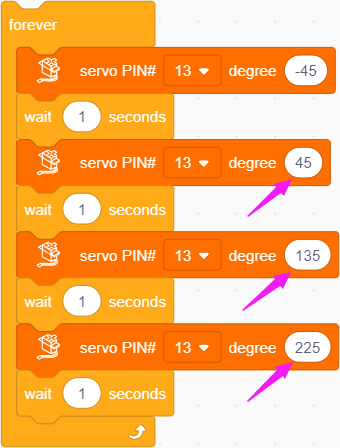 forever
servo PIN# 13 degree -45
wait 1 seconds
servo PIN# 13 degree 45
wait 1 seconds
servo PIN# 13 degree 135
wait 1 seconds
servo PIN# 13 degree 225
wait 1 seconds